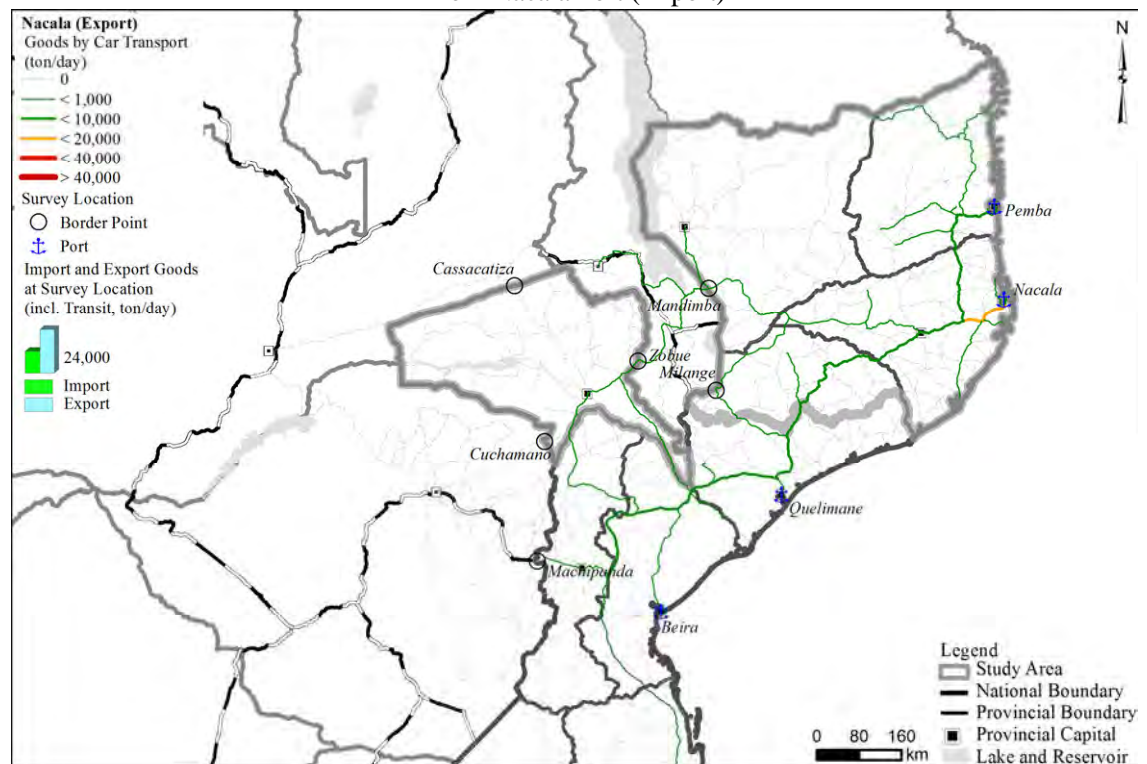 Nacala (Export)
Goods by Car Transport
(ton/day)
0
< 1,000
< 10,000
< 20,000
< 40,000
> 40,000
Survey Location
Border Point
Port
Import and Export Goods
at Survey Location
(incl. Transit, ton/day)
24,000
Import
Export
N
Pemba
Cassacatiza
Nacala
Mandimba
Zobue
Milange
Cuchamano
Quelimane
Machipanda
Beira
Legend
Study Area
National Boundary
Provincial Boundary
Provincial Capital
Lake and Reservoir
0 80 160
km